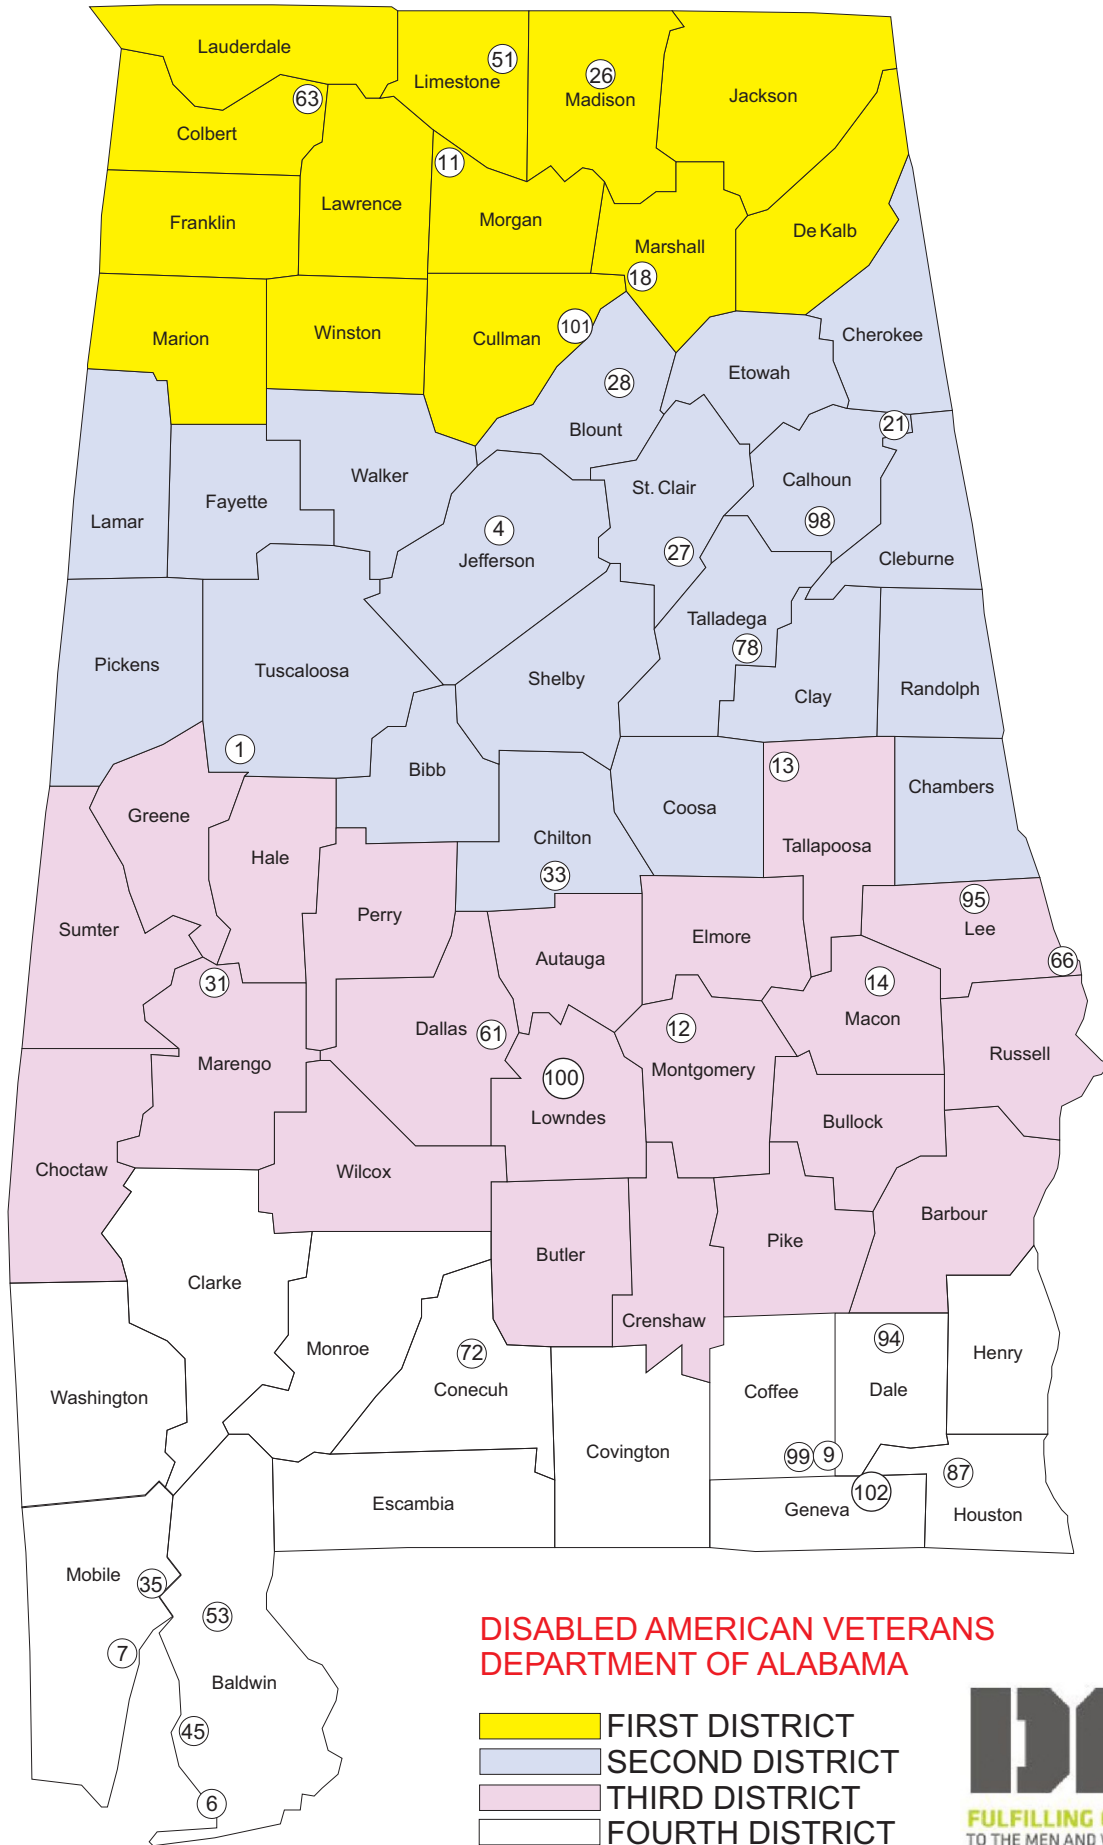 Lauderdale
51
Limestone
26
Madison
Jackson
63
Colbert
11
Lawrence
Franklin
Morgan
De Kalb
Marshall
18
Marion
Winston
101
Cullman
Cherokee
Etowah
28
Blount
21
Walker
St. Clair
Calhoun
Fayette
Lamar
4
Jefferson
98
27
Cleburne
Talladega
78
Pickens
Tuscaloosa
Shelby
Clay
Randolph
1
Bibb
13
Coosa
Chambers
Greene
Chilton
33
Tallapoosa
Hale
95
Lee
Perry
Sumter
Elmore
Autauga
66
31
14
Macon
Dallas
61
12
Montgomery
Russell
Marengo
100
Lowndes
Bullock
Choctaw
Wilcox
Barbour
Pike
Butler
Clarke
Crenshaw
Monroe
72
Conecuh
94
Dale
Henry
Coffee
Washington
Covington
99
9
87
Houston
102
Geneva
Escambia
Mobile
35
53
7
Baldwin
45
6
DISABLED AMERICAN VETERANS
DEPARTMENT OF ALABAMA
FIRST DISTRICT
SECOND DISTRICT
THIRD DISTRICT
FOURTH DISTRICT
FULFILLING
TO THE MEN AND